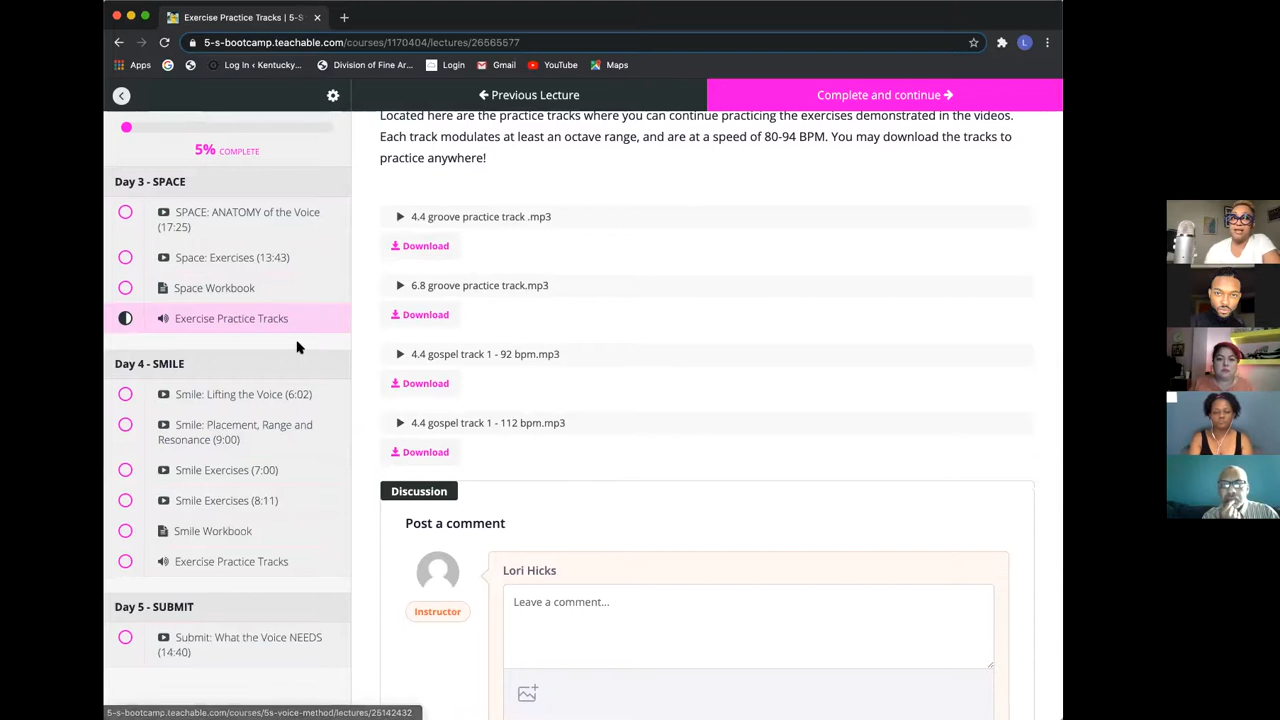 Exercise Practice Tracks | 5-S
5-s-bootcamp.teachable.com/courses/1170404/lectures/26565577
L
Apps
Log In ‹ Kentucky...
Division of Fine Ar...
Login
Gmail
YouTube
Maps
Previous Lecture
Complete and continue
5% COMPLETE
Day 3 - SPACE
SPACE: ANATOMY of the Voice
(17:25)
Space: Exercises (13:43)
Space Workbook
Exercise Practice Tracks
Day 4 - SMILE
Smile: Lifting the Voice (6:02)
Smile: Placement, Range and
Resonance (9:00)
Smile Exercises (7:00)
Smile Exercises (8:11)
Smile Workbook
Exercise Practice Tracks
Day 5 - SUBMIT
Submit: What the Voice NEEDS
(14:40)
5-s-bootcamp.teachable.com/courses/5s-voice-method/lectures/25142432
Located here are the practice tracks where you can continue practicing the exercises demonstrated in the videos.
Each track modulates at least an octave range, and are at a speed of 80-94 BPM. You may download the tracks to
practice anywhere!
4.4 groove practice track .mp3
Download
6.8 groove practice track.mp3
Download
4.4 gospel track 1 - 92 bpm.mp3
Download
4.4 gospel track 1 - 112 bpm.mp3
Download
Discussion
Post a comment
Lori Hicks
Instructor
Leave a comment...